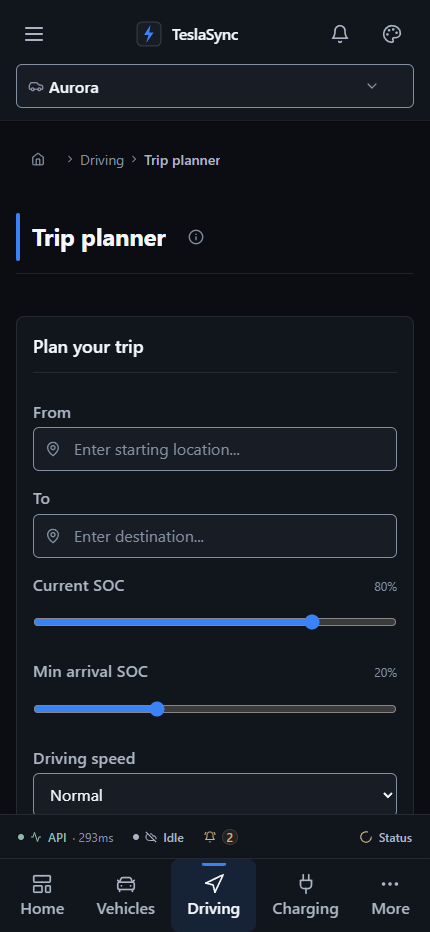 TeslaSync
Aurora
Driving
Trip planner
Trip planner
Plan your trip
From
Enter starting location...
To
Enter destination...
Current SOC 80%
Min arrival SOC 20%
Driving speed
Normal
API · 293ms Idle 2 Status
Home Vehicles Driving Charging More